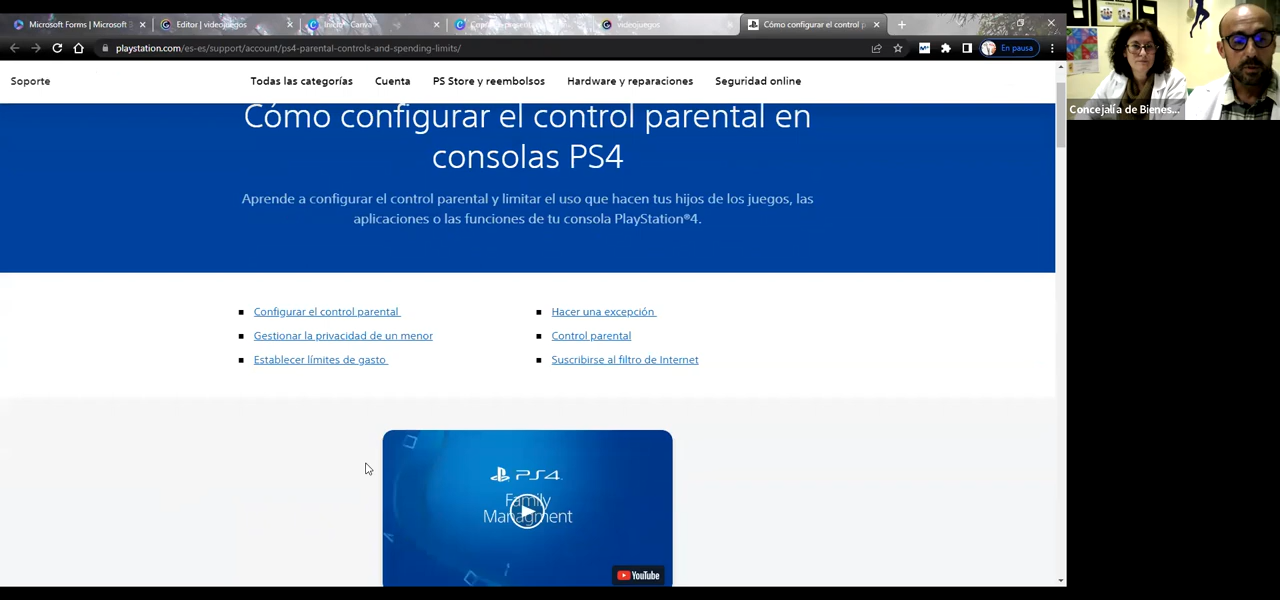 Microsoft Forms | Microsoft
Editor | videojuegos
Inicio - Canva
videojuegos
Cómo configurar el control p
playstation.com/es-es/support/account/ps4-parental-controls-and-spending-limits/
En pausa
Soporte
Todas las categorías
Cuenta
PS Store y reembolsos
Hardware y reparaciones
Seguridad online
Cómo configurar el control parental en
consolas PS4
Aprende a configurar el control parental y limitar el uso que hacen tus hijos de los juegos, las
aplicaciones o las funciones de tu consola PlayStation®4.
Configurar el control parental
Gestionar la privacidad de un menor
Establecer límites de gasto
Hacer una excepción
Control parental
Suscribirse al filtro de Internet
PS4
Family
Managment
YouTube
Concejalía de Bienes...